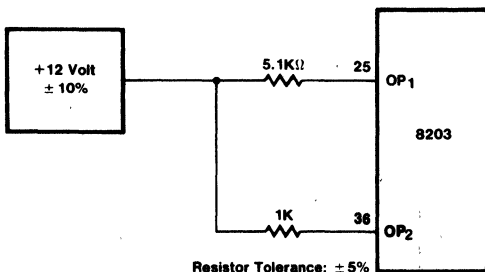 +12 Volt
± 10%
5.1KΩ
25
OP1
8203
1K
36
OP2
Resistor Tolerance: ± 5%